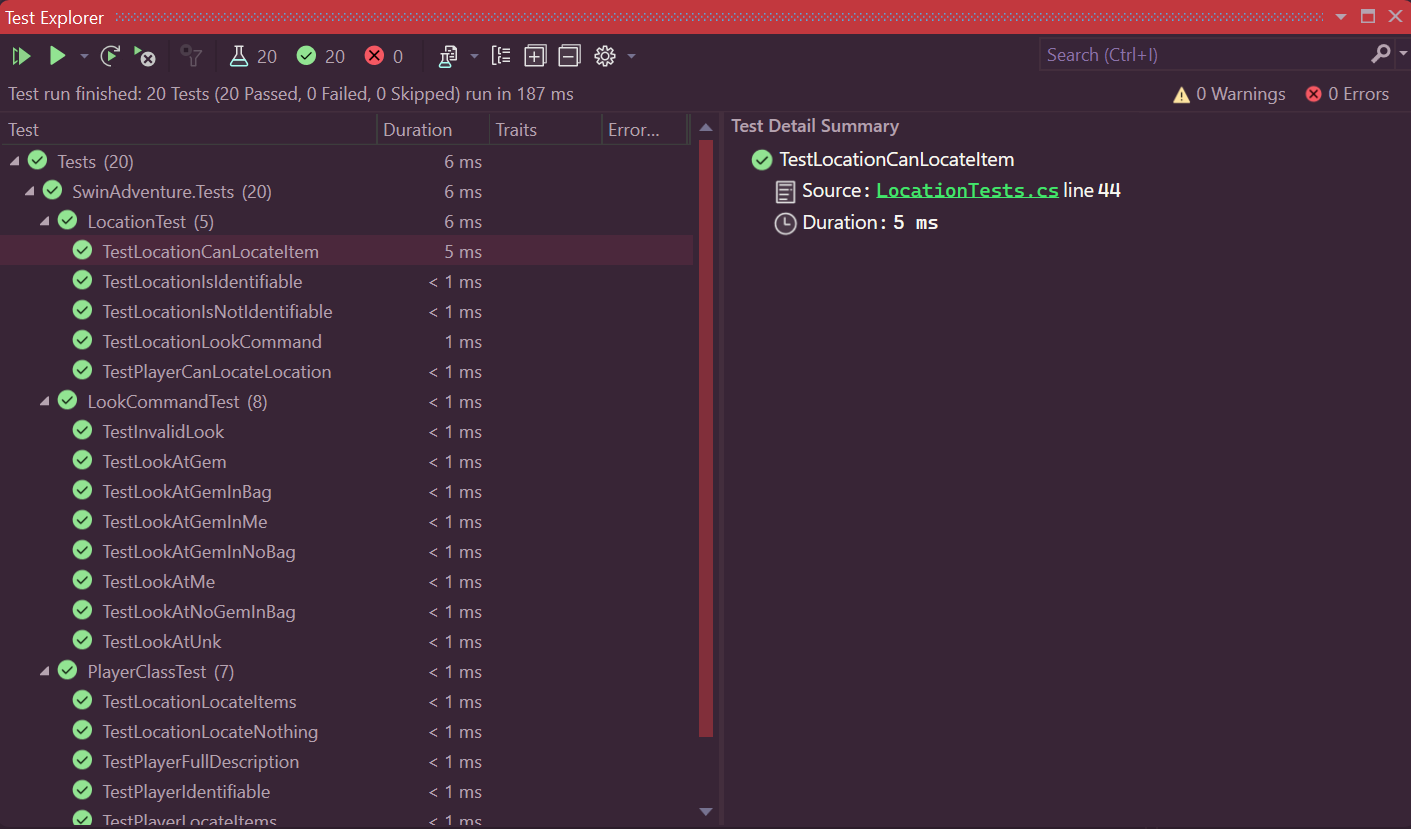 Test Explorer
20 20 0 Search (Ctrl+I)
Test run finished: 20 Tests (20 Passed, 0 Failed, 0 Skipped) run in 187 ms 0 Warnings 0 Errors
Test Duration Traits Error...
Tests (20) 6 ms
SwinAdventure.Tests (20) 6 ms
LocationTest (5) 6 ms
TestLocationCanLocateItem 5 ms
TestLocationIsIdentifiable < 1 ms
TestLocationIsNotIdentifiable < 1 ms
TestLocationLookCommand 1 ms
TestPlayerCanLocateLocation < 1 ms
LookCommandTest (8) < 1 ms
TestInvalidLook < 1 ms
TestLookAtGem < 1 ms
TestLookAtGemInBag < 1 ms
TestLookAtGemInMe < 1 ms
TestLookAtGemInNoBag < 1 ms
TestLookAtMe < 1 ms
TestLookAtNoGemInBag < 1 ms
TestLookAtUnk < 1 ms
PlayerClassTest (7) < 1 ms
TestLocationLocateItems < 1 ms
TestLocationLocateNothing < 1 ms
TestPlayerFullDescription < 1 ms
TestPlayerIdentifiable < 1 ms
TestPlayerLocateItems < 1 ms
Test Detail Summary
TestLocationCanLocateItem
Source: LocationTests.cs line 44
Duration: 5 ms